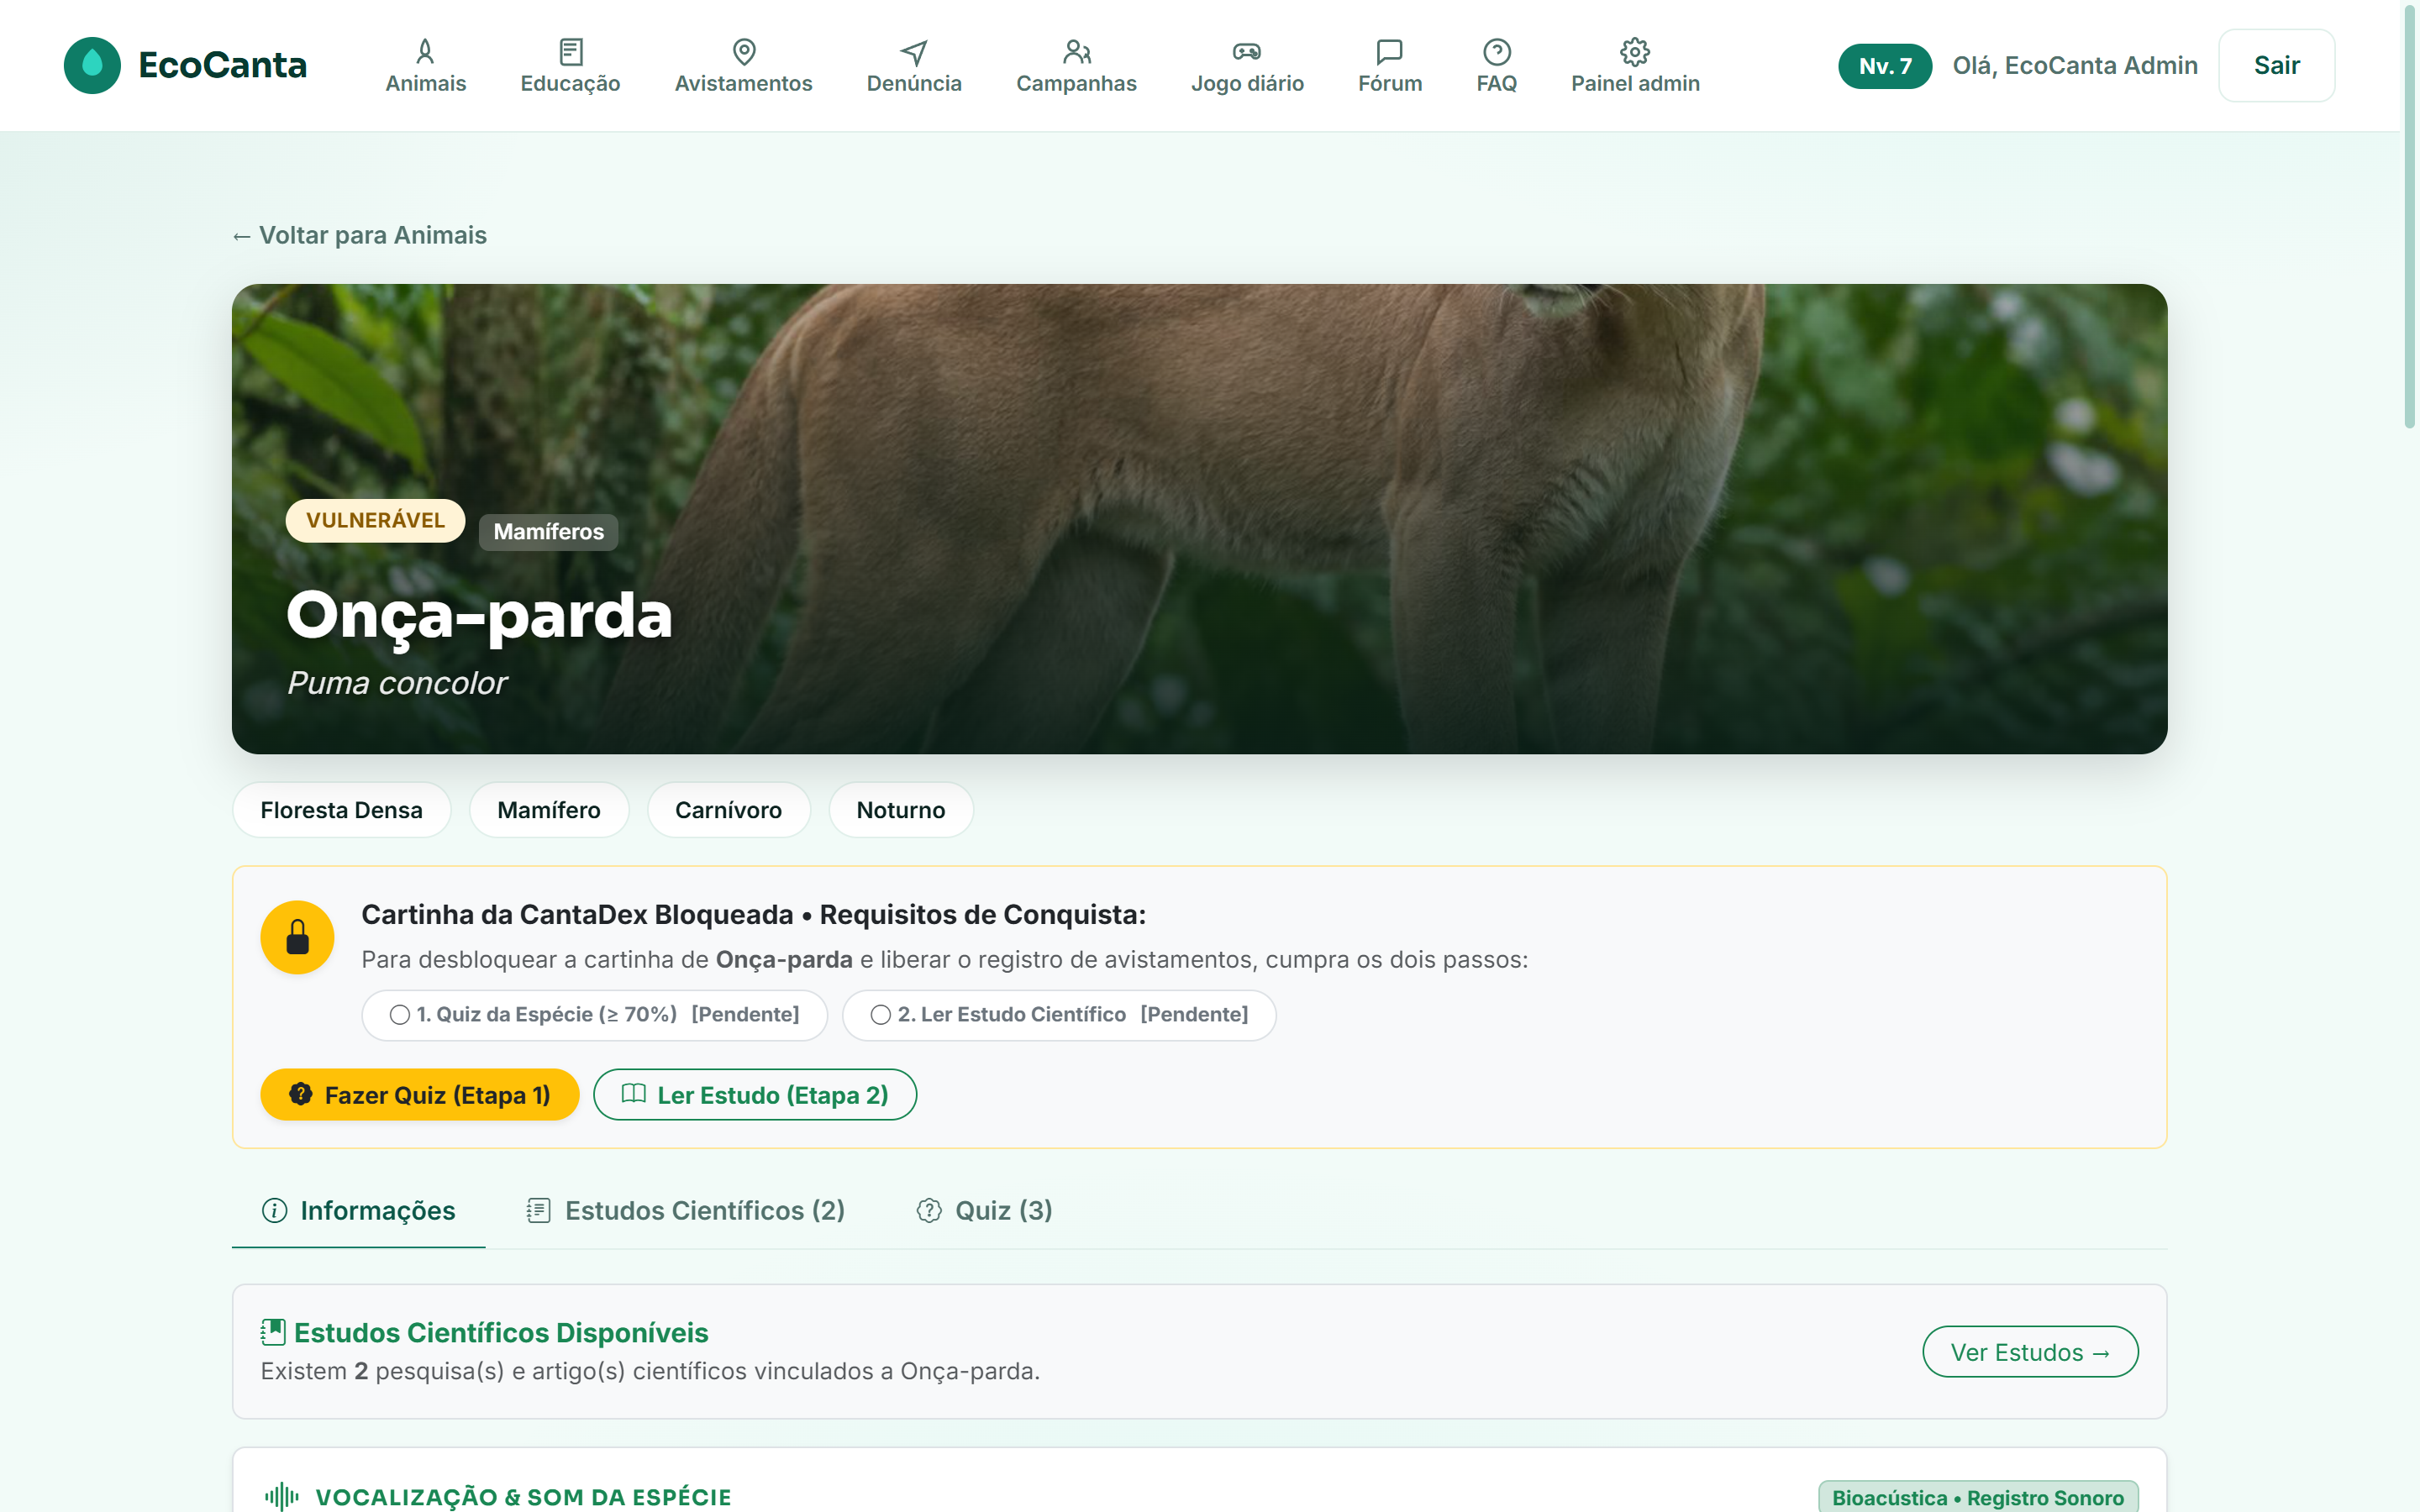 EcoCanta
Animais
Educação
Avistamentos
Denúncia
Campanhas
Jogo diário
Fórum
FAQ
Painel admin
Nv. 7
Olá, EcoCanta Admin
Sair
← Voltar para Animais
VULNERÁVEL
Mamíferos
Onça-parda
Puma concolor
Floresta Densa
Mamífero
Carnívoro
Noturno
Cartinha da CantaDex Bloqueada • Requisitos de Conquista:
Para desbloquear a cartinha de Onça-parda e liberar o registro de avistamentos, cumpra os dois passos:
1. Quiz da Espécie (≥ 70%) [Pendente]
2. Ler Estudo Científico [Pendente]
Fazer Quiz (Etapa 1)
Ler Estudo (Etapa 2)
Informações
Estudos Científicos (2)
Quiz (3)
Estudos Científicos Disponíveis
Existem 2 pesquisa(s) e artigo(s) científicos vinculados a Onça-parda.
Ver Estudos →
VOCALIZAÇÃO & SOM DA ESPÉCIE
Bioacústica • Registro Sonoro